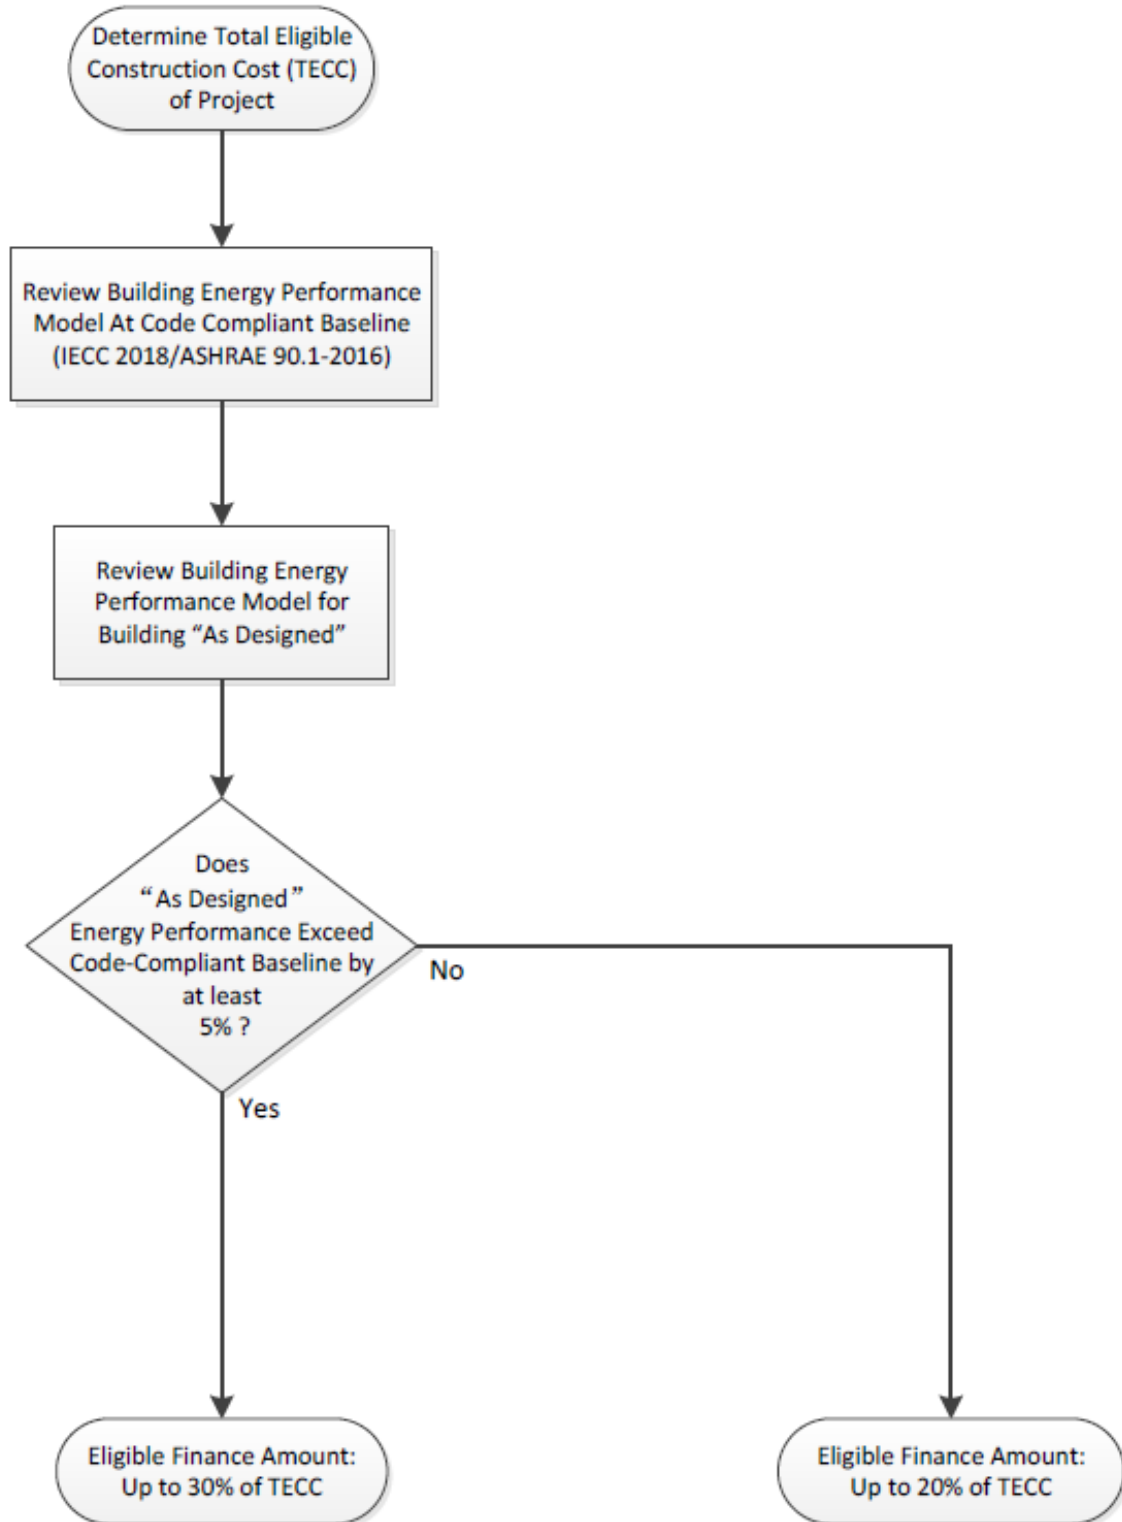 Determine Total Eligible
Construction Cost (TECC)
of Project
Review Building Energy Performance
Model At Code Compliant Baseline
(IECC 2018/ASHRAE 90.1-2016)
Review Building Energy
Performance Model for
Building “As Designed”
Does
“As Designed”
Energy Performance Exceed
Code-Compliant Baseline by
at least
5% ?
No
Yes
Eligible Finance Amount:
Up to 30% of TECC
Eligible Finance Amount:
Up to 20% of TECC